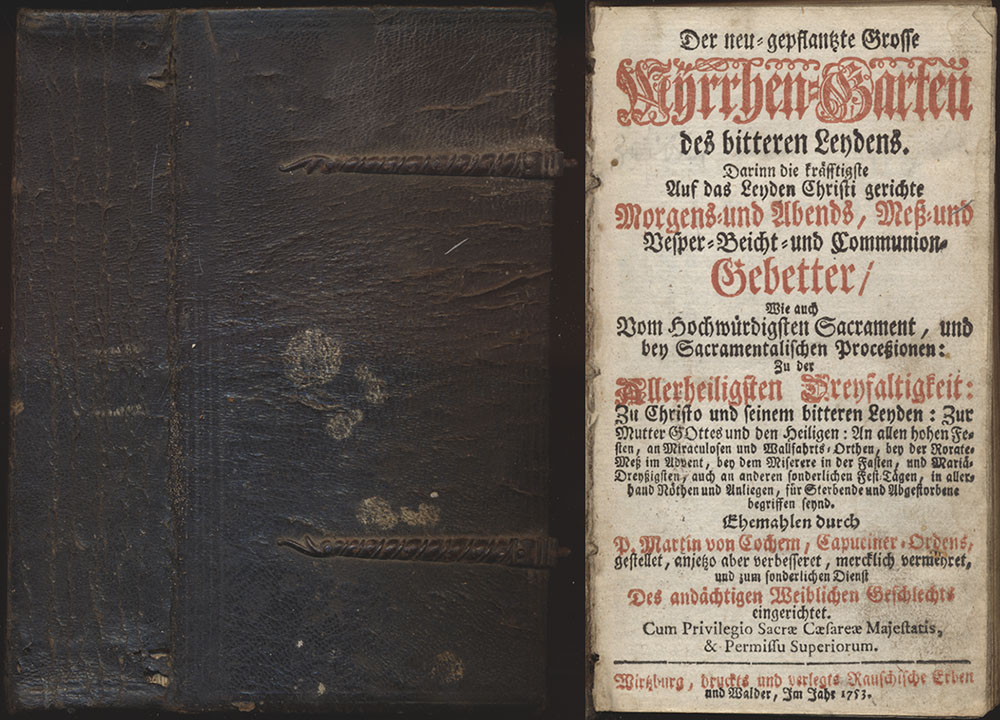 Der neu-gepflantzte Grosse
Myrrhen-Garten
des bitteren Leydens.
Darinn die kräfftigste
Auf das Leyden Christi gerichte
Morgens-und Abends, Meß-und
Vesper-Beicht-und Communion-
Gebetter/
Wie auch
Vom Hochwürdigsten Sacrament, und
bey Sacramentalischen Proceßionen:
Zu der
Allerheiligsten Dreyfaltigkeit:
Zu Christo und seinem bitteren Leyden: Zur
Mutter GOttes und den Heiligen: An allen hohen Fe-
sten, an Miraculosen und Wallfahrts-Orthen, bey der Rorate-
Meß im Advent, bey dem Miserere in der Fasten, und Mariä-
Dreyßigsten, auch an anderen sonderlichen Fest-Tägen, in aller-
hand Nöthen und Anliegen, für Sterbende und Abgestorbene
begriffen seynd.
Ehemahlen durch
P. Martin von Cochem, Capuciner-Ordens,
gestellet, anjetzo aber verbesseret, mercklich vermehret,
und zum sonderlichen Dienst
Des andächtigen Weiblichen Geschlechts
eingerichtet.
Cum Privilegio Sacræ Cæsareæ Majestatis,
& Permissu Superiorum.
Wirtzburg, druckts und verlegts Rauschische Erben
und Walder, Im Jahr 1753.